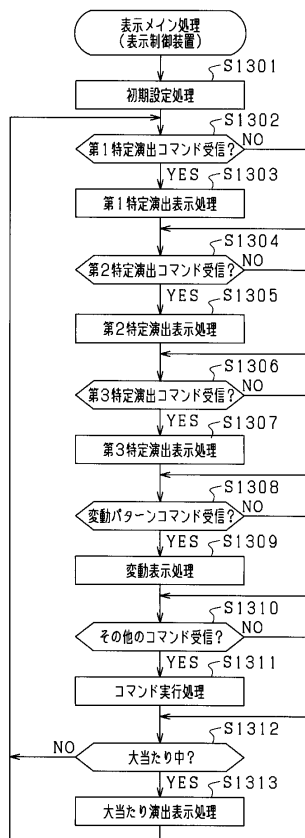 表示メイン処理
(表示制御装置)
S1301
初期設定処理
S1302
第1特定演出コマンド受信?
NO
YES
S1303
第1特定演出表示処理
S1304
第2特定演出コマンド受信?
NO
YES
S1305
第2特定演出表示処理
S1306
第3特定演出コマンド受信?
NO
YES
S1307
第3特定演出表示処理
S1308
変動パターンコマンド受信?
NO
YES
S1309
変動表示処理
S1310
その他のコマンド受信?
NO
YES
S1311
コマンド実行処理
S1312
NO
大当たり中?
YES
S1313
大当たり演出表示処理